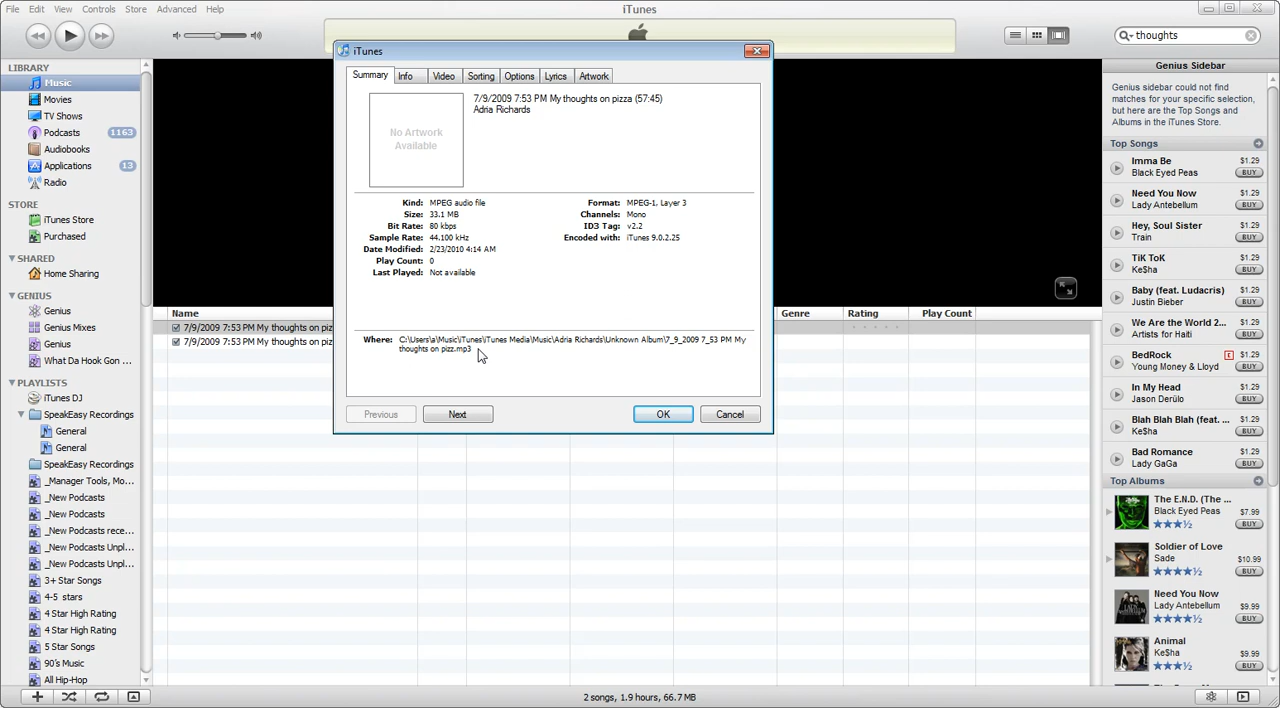 File Edit View Controls Store Advanced Help
iTunes
thoughts
LIBRARY
Music
Movies
TV Shows
Podcasts 1163
Audiobooks
Applications 13
Radio
STORE
iTunes Store
Purchased
SHARED
Home Sharing
GENIUS
Genius
Genius Mixes
Genius
What Da Hook Gon ...
PLAYLISTS
iTunes DJ
SpeakEasy Recordings
General
General
SpeakEasy Recordings
_Manager Tools, Mo...
_New Podcasts
_New Podcasts
_New Podcasts rece...
_New Podcasts Unpl...
_New Podcasts Unpl...
3+ Star Songs
4-5 stars
4 Star High Rating
4 Star High Rating
5 Star Songs
90's Music
All Hip-Hop
iTunes
Summary Info Video Sorting Options Lyrics Artwork
No Artwork
Available
7/9/2009 7:53 PM My thoughts on pizza (57:45)
Adria Richards
Kind: MPEG audio file
Size: 33.1 MB
Bit Rate: 80 kbps
Sample Rate: 44.100 kHz
Date Modified: 2/23/2010 4:14 AM
Play Count: 0
Last Played: Not available
Format: MPEG-1, Layer 3
Channels: Mono
ID3 Tag: v2.2
Encoded with: iTunes 9.0.2.25
Where: C:\Users\a\Music\iTunes\iTunes Media\Music\Adria Richards\Unknown Album\7_9_2009 7_53 PM My
thoughts on pizz.mp3
Previous Next OK Cancel
Name Genre Rating Play Count
7/9/2009 7:53 PM My thoughts on piz
7/9/2009 7:53 PM My thoughts on piz
2 songs, 1.9 hours, 66.7 MB
Genius Sidebar
Genius sidebar could not find
matches for your specific selection,
but here are the Top Songs and
Albums in the iTunes Store.
Top Songs
Imma Be $1.29
Black Eyed Peas BUY
Need You Now $1.29
Lady Antebellum BUY
Hey, Soul Sister $1.29
Train BUY
TiK ToK $1.29
Ke$ha BUY
Baby (feat. Ludacris) $1.29
Justin Bieber BUY
We Are the World 2... $1.29
Artists for Haiti BUY
BedRock $1.29
Young Money & Lloyd BUY
In My Head $1.29
Jason Derülo BUY
Blah Blah Blah (feat. ... $1.29
Ke$ha BUY
Bad Romance $1.29
Lady GaGa BUY
Top Albums
The E.N.D. (The ... $7.99
Black Eyed Peas BUY
Soldier of Love $10.99
Sade BUY
Need You Now $9.99
Lady Antebellum BUY
Animal $9.99
Ke$ha BUY